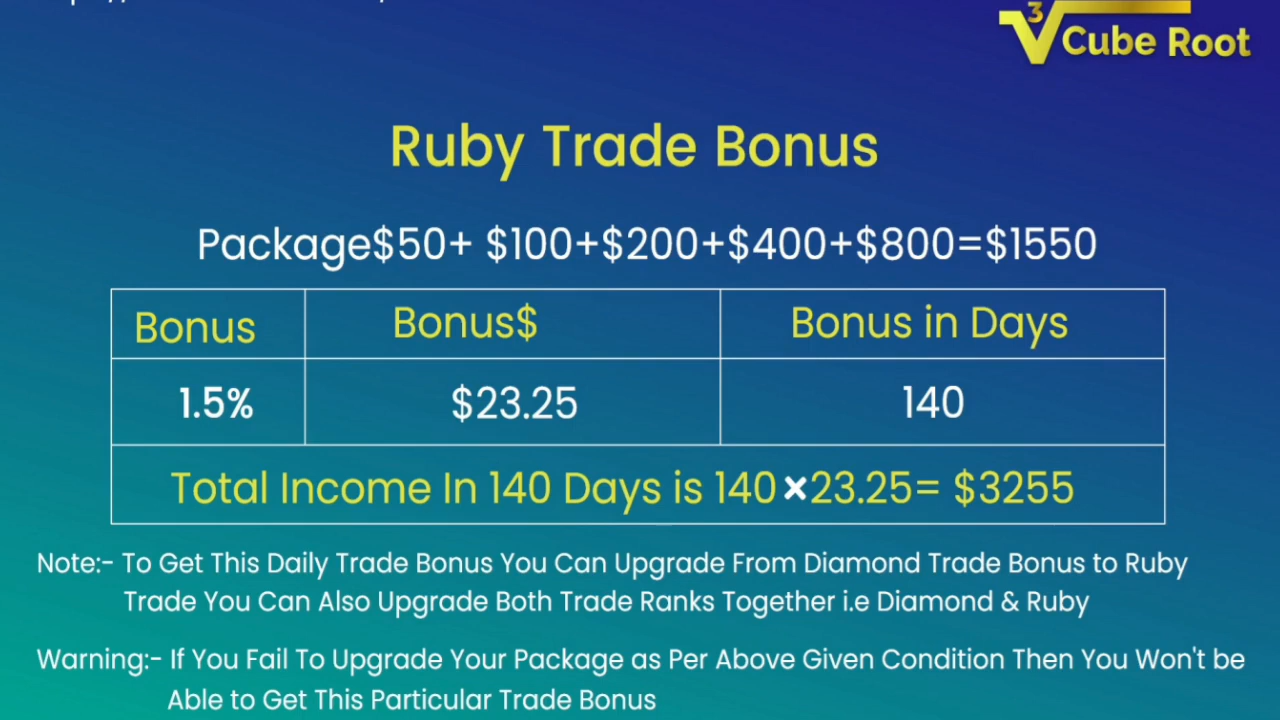 3
Cube Root
Ruby Trade Bonus
Package$50+ $100+$200+$400+$800=$1550
Bonus
Bonus$
Bonus in Days
1.5%
$23.25
140
Total Income In 140 Days is 140×23.25= $3255
Note:- To Get This Daily Trade Bonus You Can Upgrade From Diamond Trade Bonus to Ruby
Trade You Can Also Upgrade Both Trade Ranks Together i.e Diamond & Ruby
Warning:- If You Fail To Upgrade Your Package as Per Above Given Condition Then You Won't be
Able to Get This Particular Trade Bonus